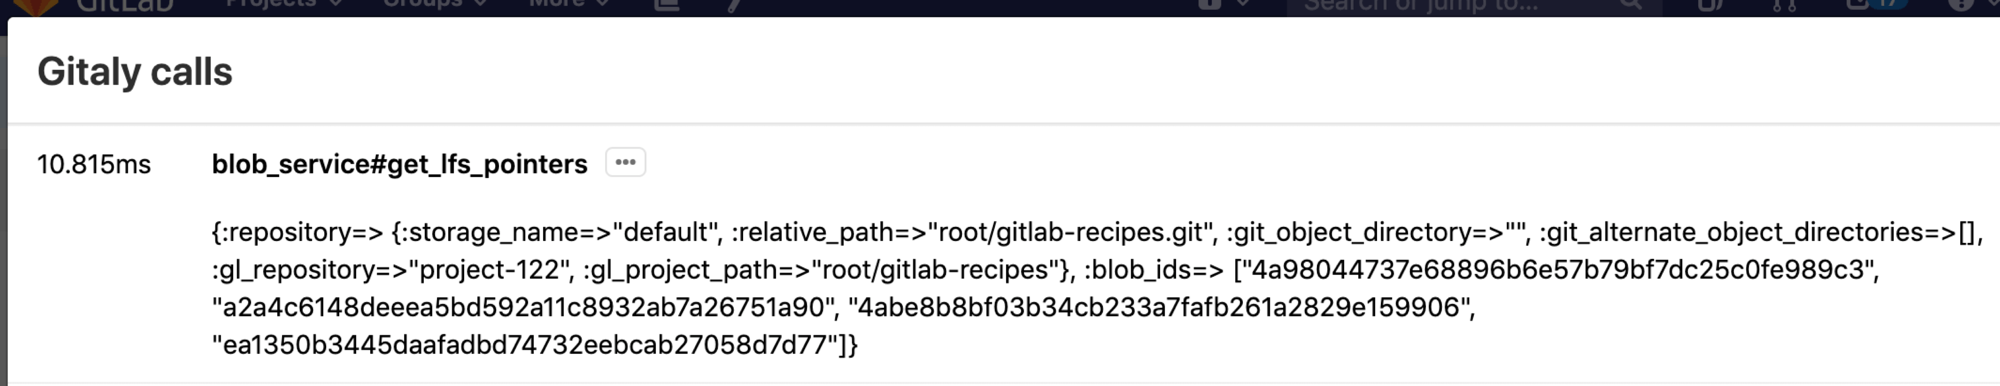 GitLab Projects Groups More Search or jump to... 17
Gitaly calls
10.815ms blob_service#get_lfs_pointers ···
{:repository=> {:storage_name=>"default", :relative_path=>"root/gitlab-recipes.git", :git_object_directory=>"", :git_alternate_object_directories=>[],
:gl_repository=>"project-122", :gl_project_path=>"root/gitlab-recipes"}, :blob_ids=> ["4a98044737e68896b6e57b79bf7dc25c0fe989c3",
"a2a4c6148deeea5bd592a11c8932ab7a26751a90", "4abe8b8bf03b34cb233a7fafb261a2829e159906",
"ea1350b3445daafadbd74732eebcab27058d7d77"]}